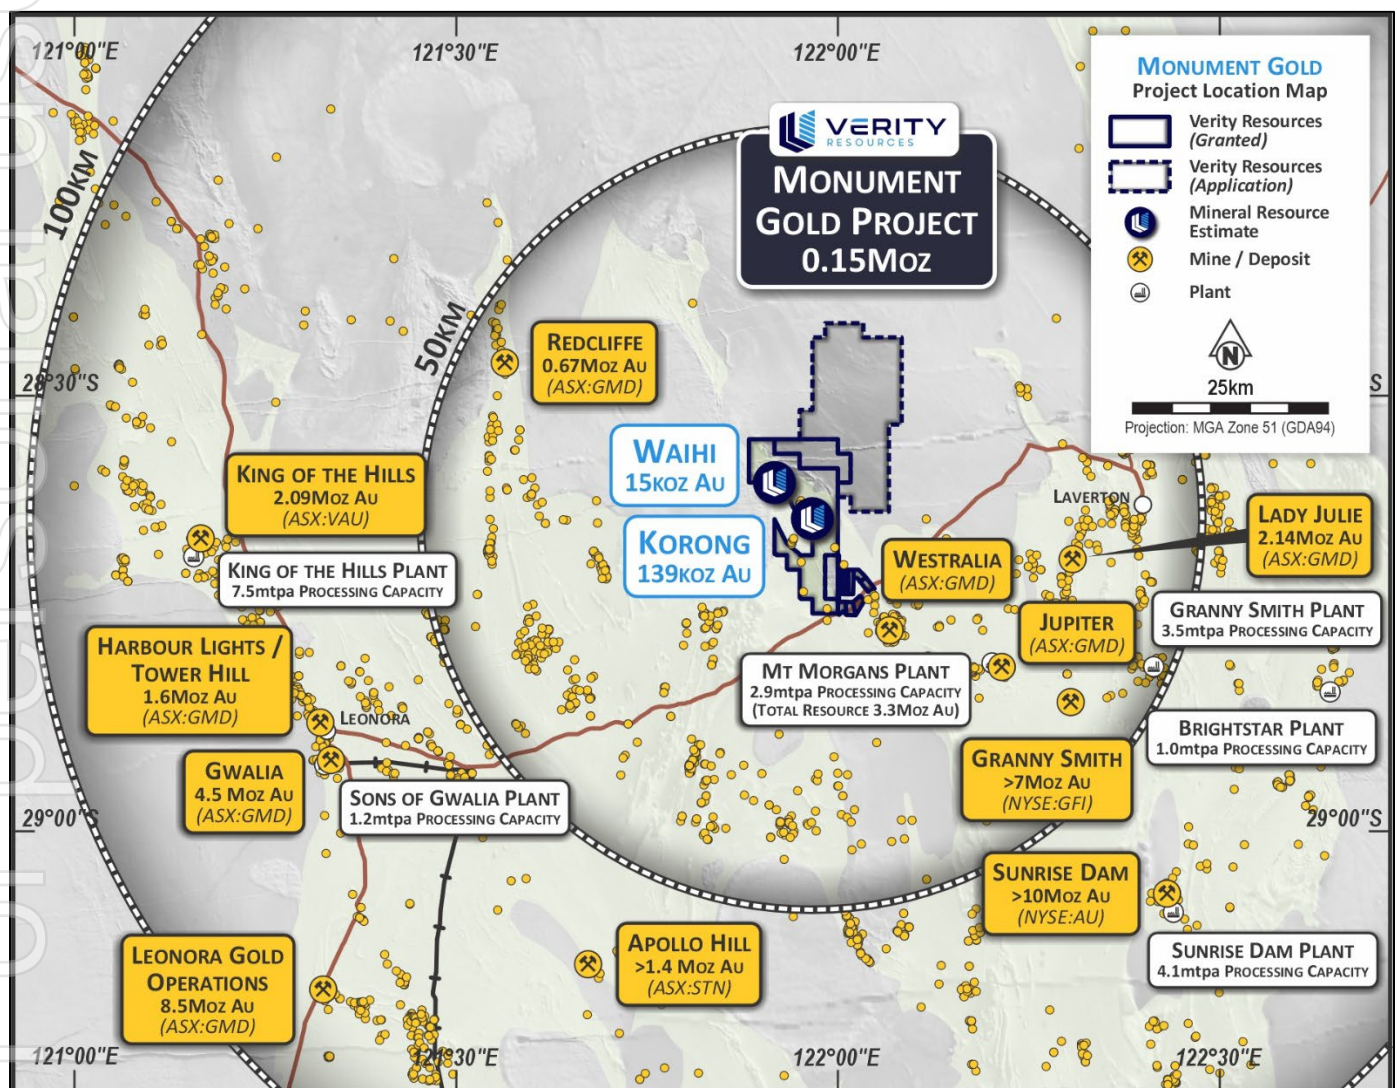 121°00"E
121°30"E
122°00"E
MONUMENT GOLD
Project Location Map
Verity Resources
(Granted)
Verity Resources
(Application)
Mineral Resource
Estimate
Mine / Deposit
Plant
N
25km
Projection: MGA Zone 51 (GDA94)
VERITY
RESOURCES
MONUMENT
GOLD PROJECT
0.15MOZ
100KM
50KM
REDCLIFFE
0.67MOZ AU
(ASX:GMD)
28°30"S
S
WAIHI
15KOZ AU
KORONG
139KOZ AU
KING OF THE HILLS
2.09MOZ AU
(ASX:VAU)
KING OF THE HILLS PLANT
7.5mtpa PROCESSING CAPACITY
LAVERTON
LADY JULIE
2.14MOZ AU
(ASX:GMD)
WESTRALIA
(ASX:GMD)
JUPITER
(ASX:GMD)
GRANNY SMITH PLANT
3.5mtpa PROCESSING CAPACITY
HARBOUR LIGHTS /
TOWER HILL
1.6MOZ AU
(ASX:GMD)
LEONORA
MT MORGANS PLANT
2.9mtpa PROCESSING CAPACITY
(TOTAL RESOURCE 3.3MOZ AU)
BRIGHTSTAR PLANT
1.0mtpa PROCESSING CAPACITY
GWALIA
4.5 MOZ AU
(ASX:GMD)
SONS OF GWALIA PLANT
1.2mtpa PROCESSING CAPACITY
GRANNY SMITH
>7MOZ AU
(NYSE:GFI)
29°00"S
29°00"S
SUNRISE DAM
>10MOZ AU
(NYSE:AU)
SUNRISE DAM PLANT
4.1mtpa PROCESSING CAPACITY
APOLLO HILL
>1.4 MOZ AU
(ASX:STN)
LEONORA GOLD
OPERATIONS
8.5MOZ AU
(ASX:GMD)
121°00"E
121°30"E
122°00"E
122°30"E